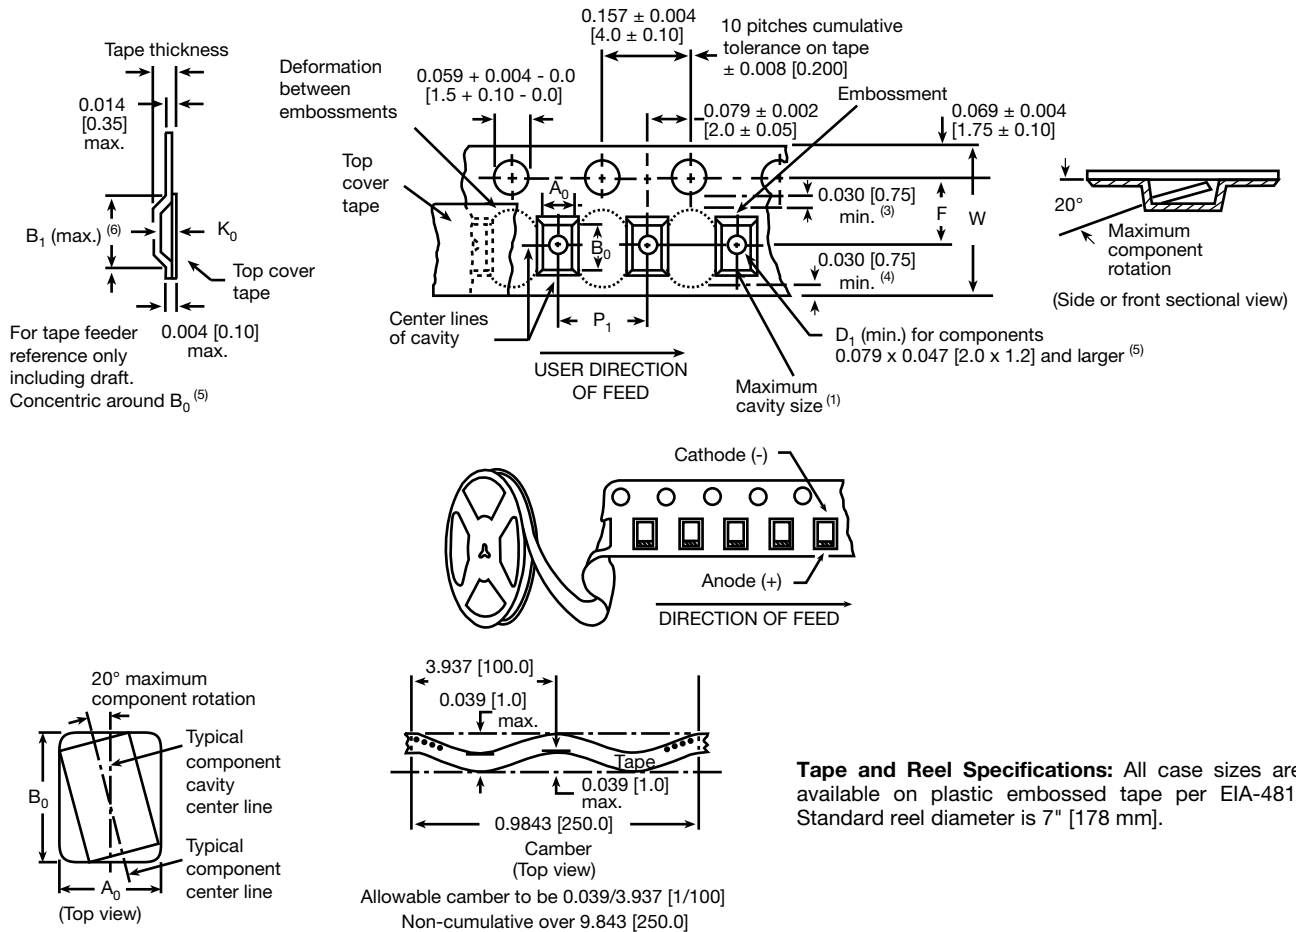 0.157 ± 0.004
[4.0 ± 0.10]
10 pitches cumulative
tolerance on tape
± 0.008 [0.200]
Tape thickness
Deformation
between
embossments
0.059 + 0.004 - 0.0
[1.5 + 0.10 - 0.0]
0.014
[0.35]
max.
0.079 ± 0.002
[2.0 ± 0.05]
Embossment
0.069 ± 0.004
[1.75 ± 0.10]
Top
cover
tape
A0
0.030 [0.75]
min. (3)
F
W
20°
B1 (max.) (6)
K0
B0
Maximum
component
rotation
Top cover
tape
0.030 [0.75]
min. (4)
(Side or front sectional view)
For tape feeder
reference only
including draft.
Concentric around B0 (5)
0.004 [0.10]
max.
Center lines
of cavity
P1
D1 (min.) for components
0.079 x 0.047 [2.0 x 1.2] and larger (5)
USER DIRECTION
OF FEED
Maximum
cavity size (1)
Cathode (-)
Anode (+)
DIRECTION OF FEED
20° maximum
component rotation
Typical
component
cavity
center line
B0
Typical
component
center line
A0
(Top view)
3.937 [100.0]
0.039 [1.0]
max.
Tape
0.039 [1.0]
max.
0.9843 [250.0]
Camber
(Top view)
Allowable camber to be 0.039/3.937 [1/100]
Non-cumulative over 9.843 [250.0]
Tape and Reel Specifications: All case sizes are
available on plastic embossed tape per EIA-481
Standard reel diameter is 7" [178 mm].